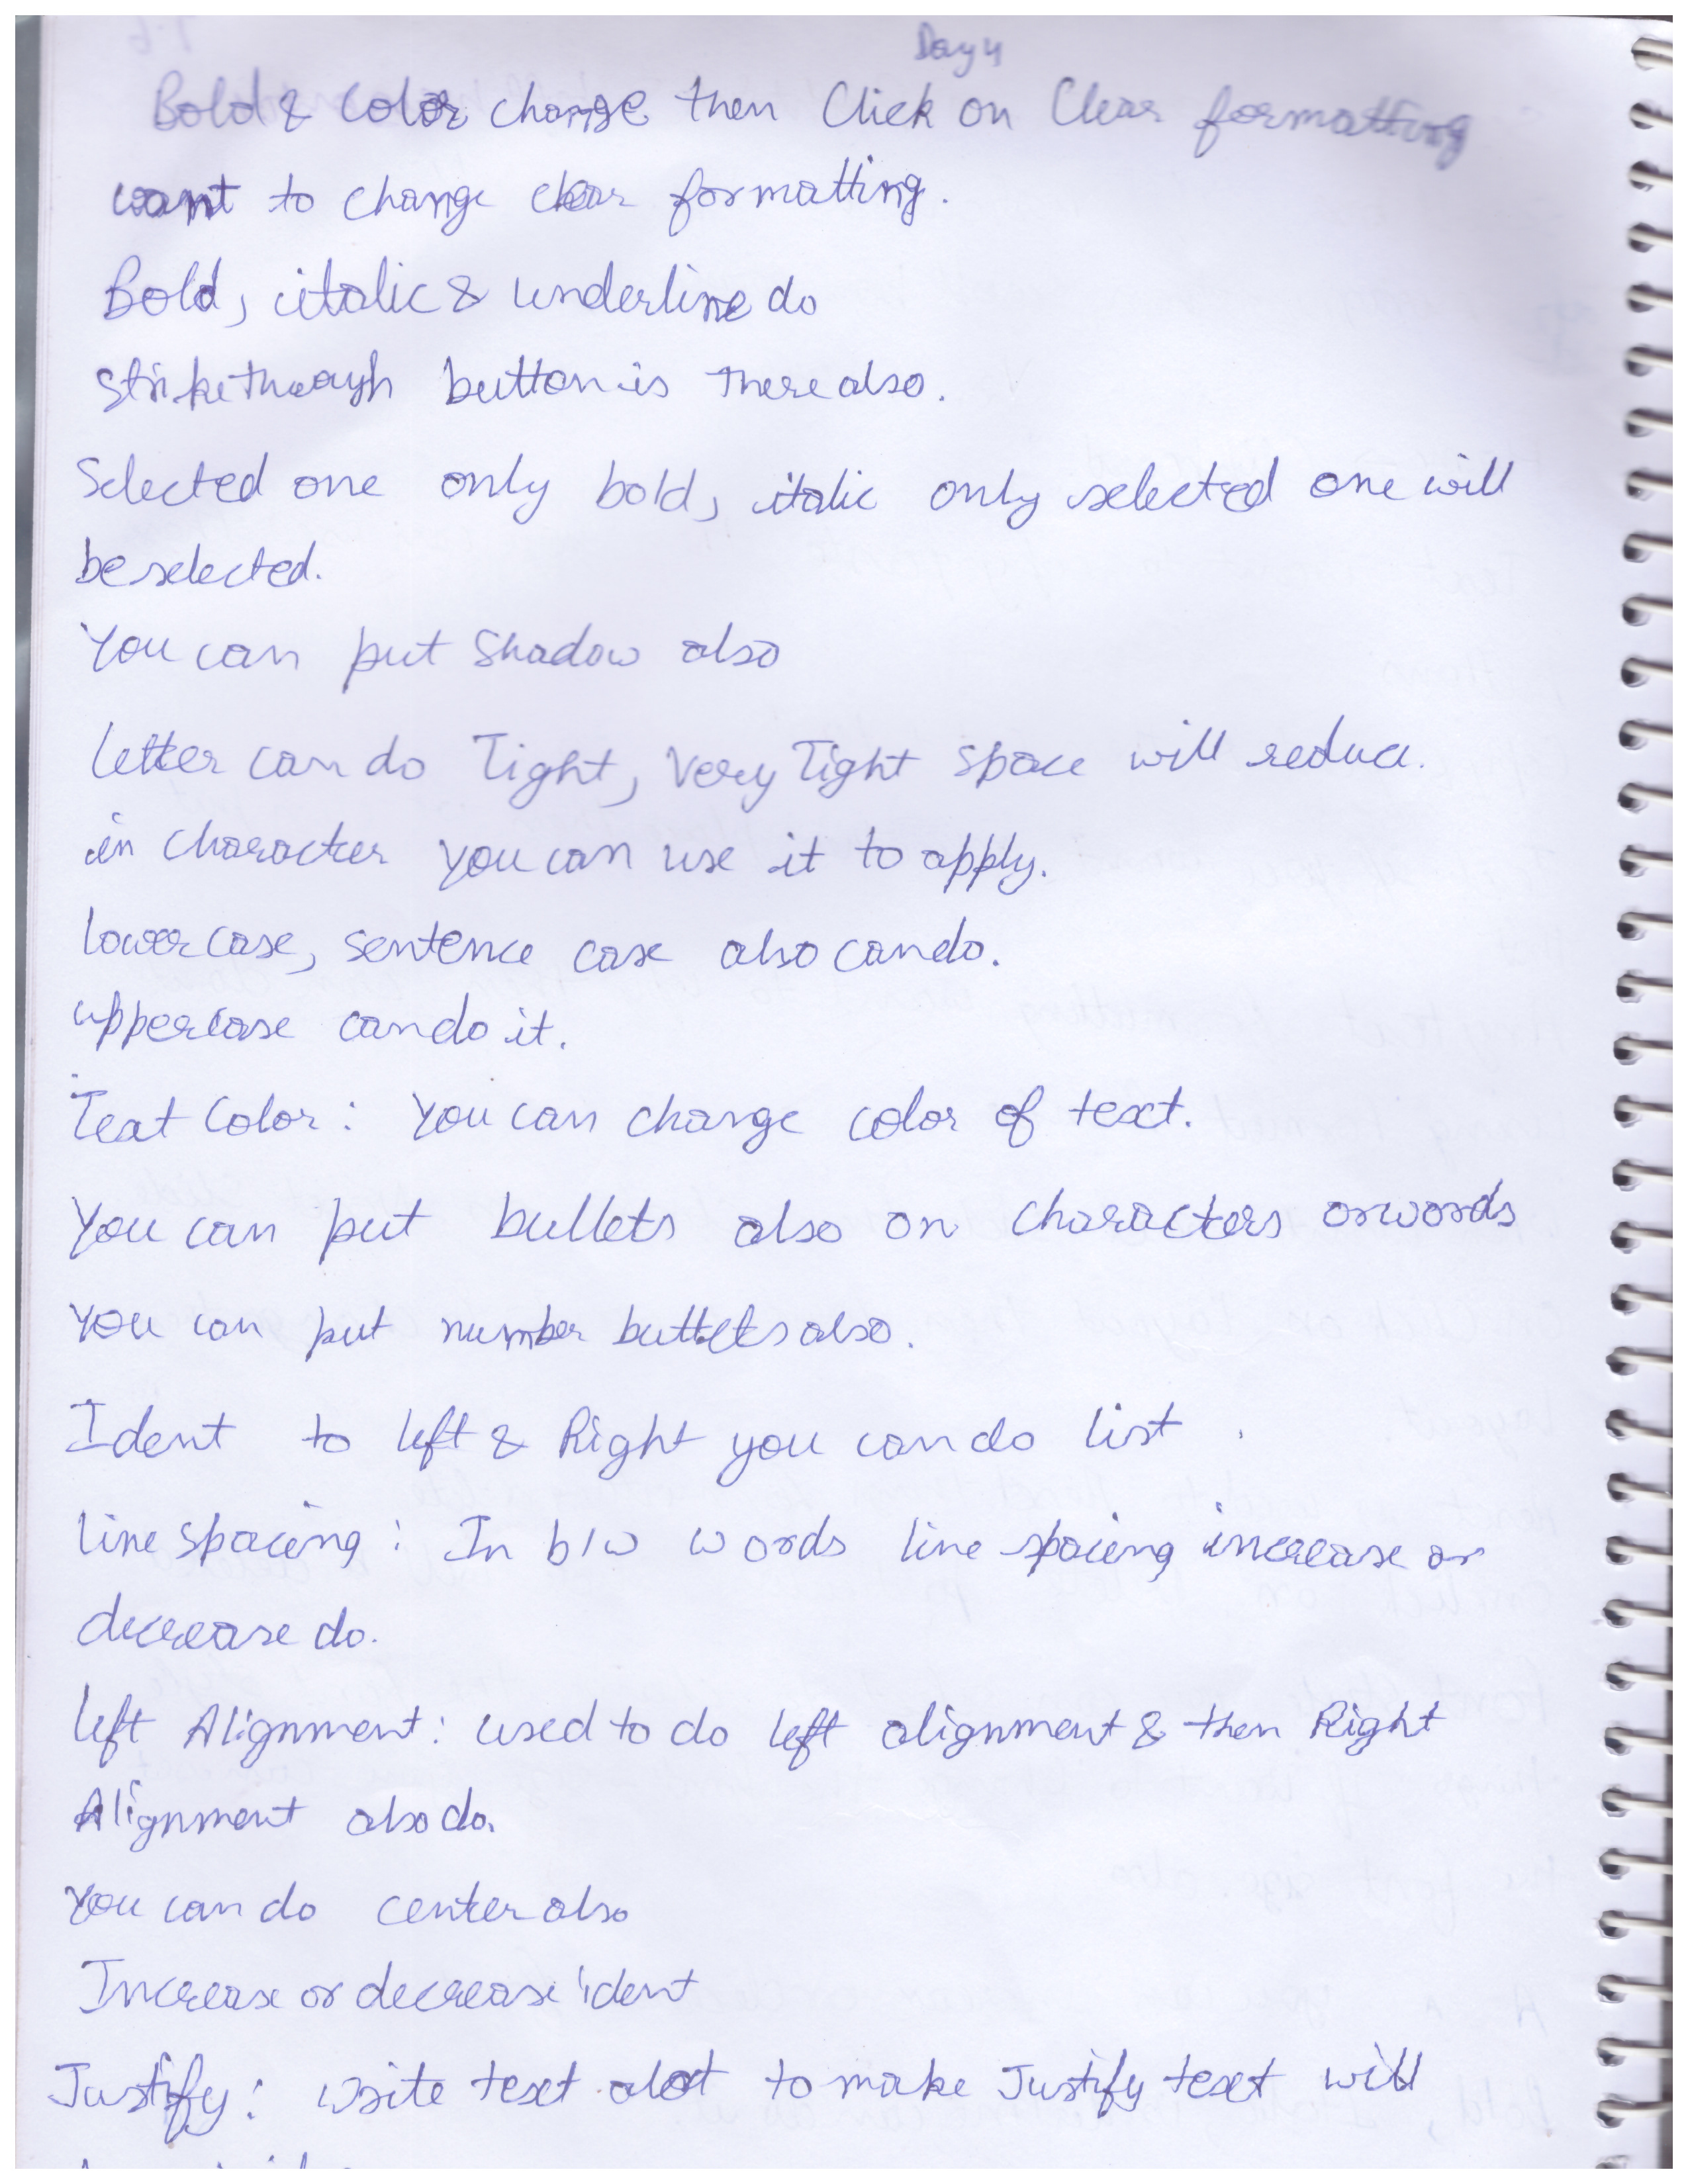 Day 4
Bold & Color change then Click on Clear formatting
want to change clear formatting.
Bold, itatic & underline do
Strikethwough button is there also.
Selected one only bold, italic only selected one will
be selected.
You can put Shadow also
Letter can do Tight, Very Tight space will reduce.
in character you can use it to apply.
lower case, sentence case also can do.
uppercase can do it.
Text Color: You can change color of text.
You can put bullets also on characters or words
You can put number buttlets also.
Ident to left & Right you can do list.
line spacing: In b/w words line spacing increase or
decrease do.
left Alignment: used to do left alignment & then Right
Alignment also do.
You can do center also
Increase or decrease ident
Justify: write text alot to make Justify text will